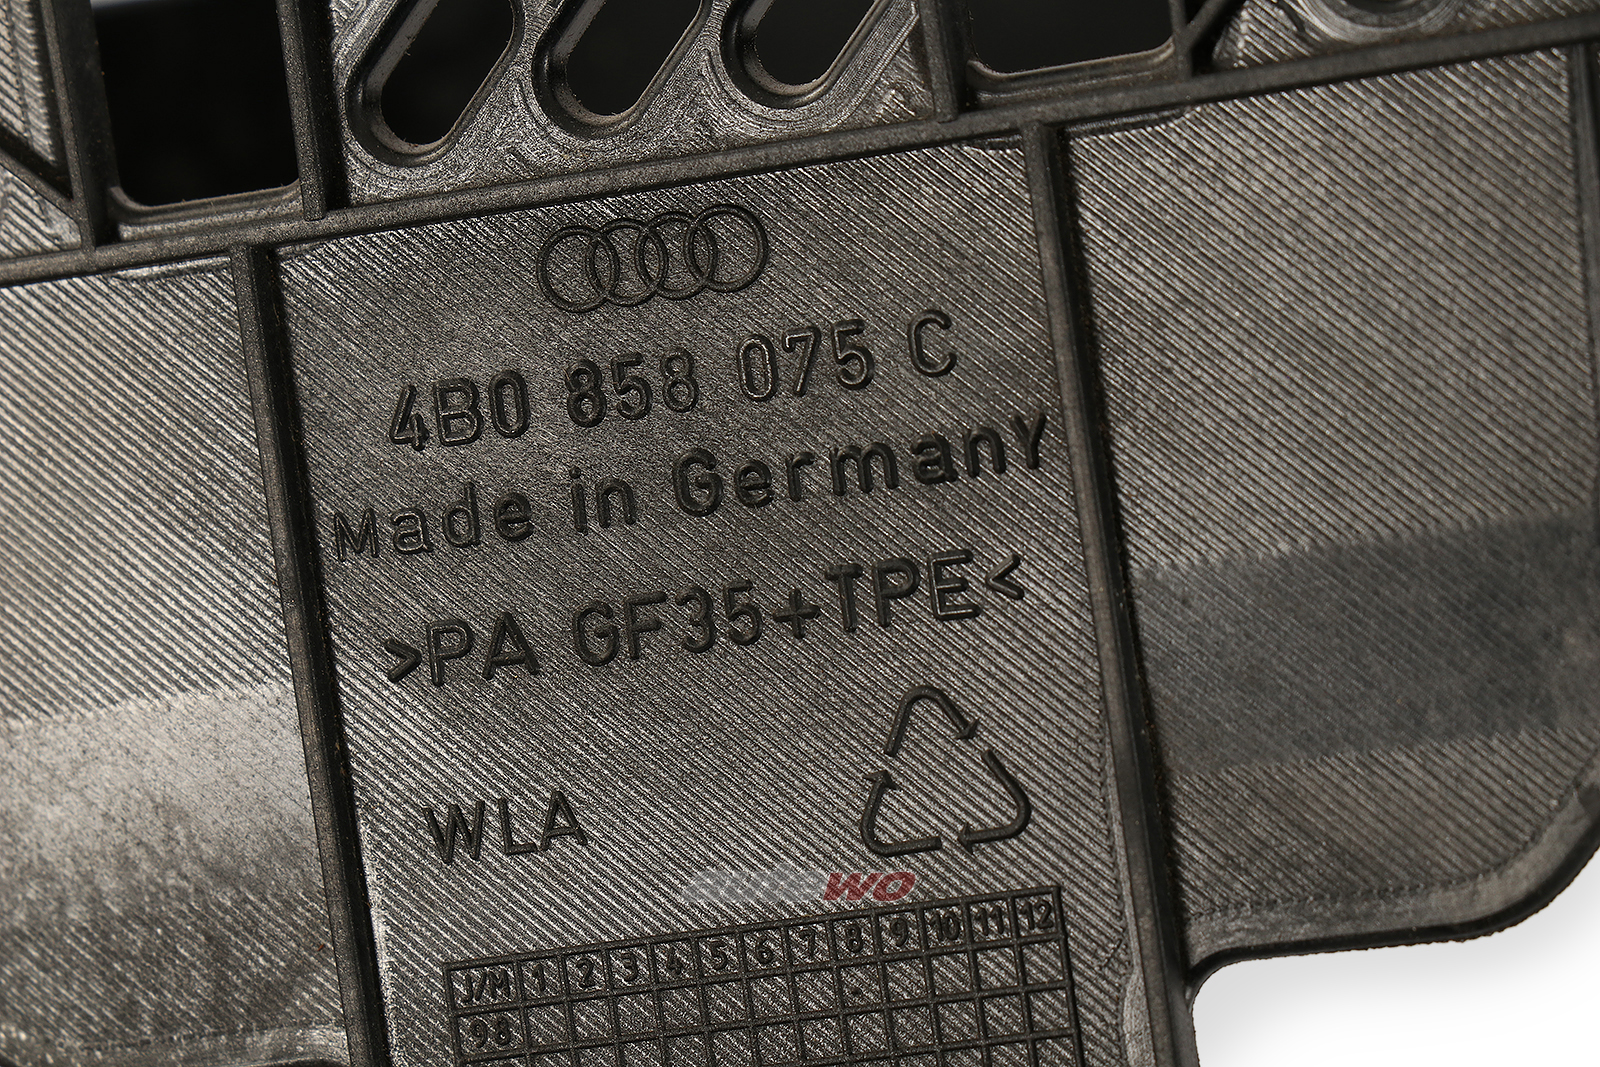 4B0 858 075 C
Made in Germany
>PA GF35+TPE<
WLA
autoWO
J/M 1 2 3 4 5 6 7 8 9 10 11 12
98